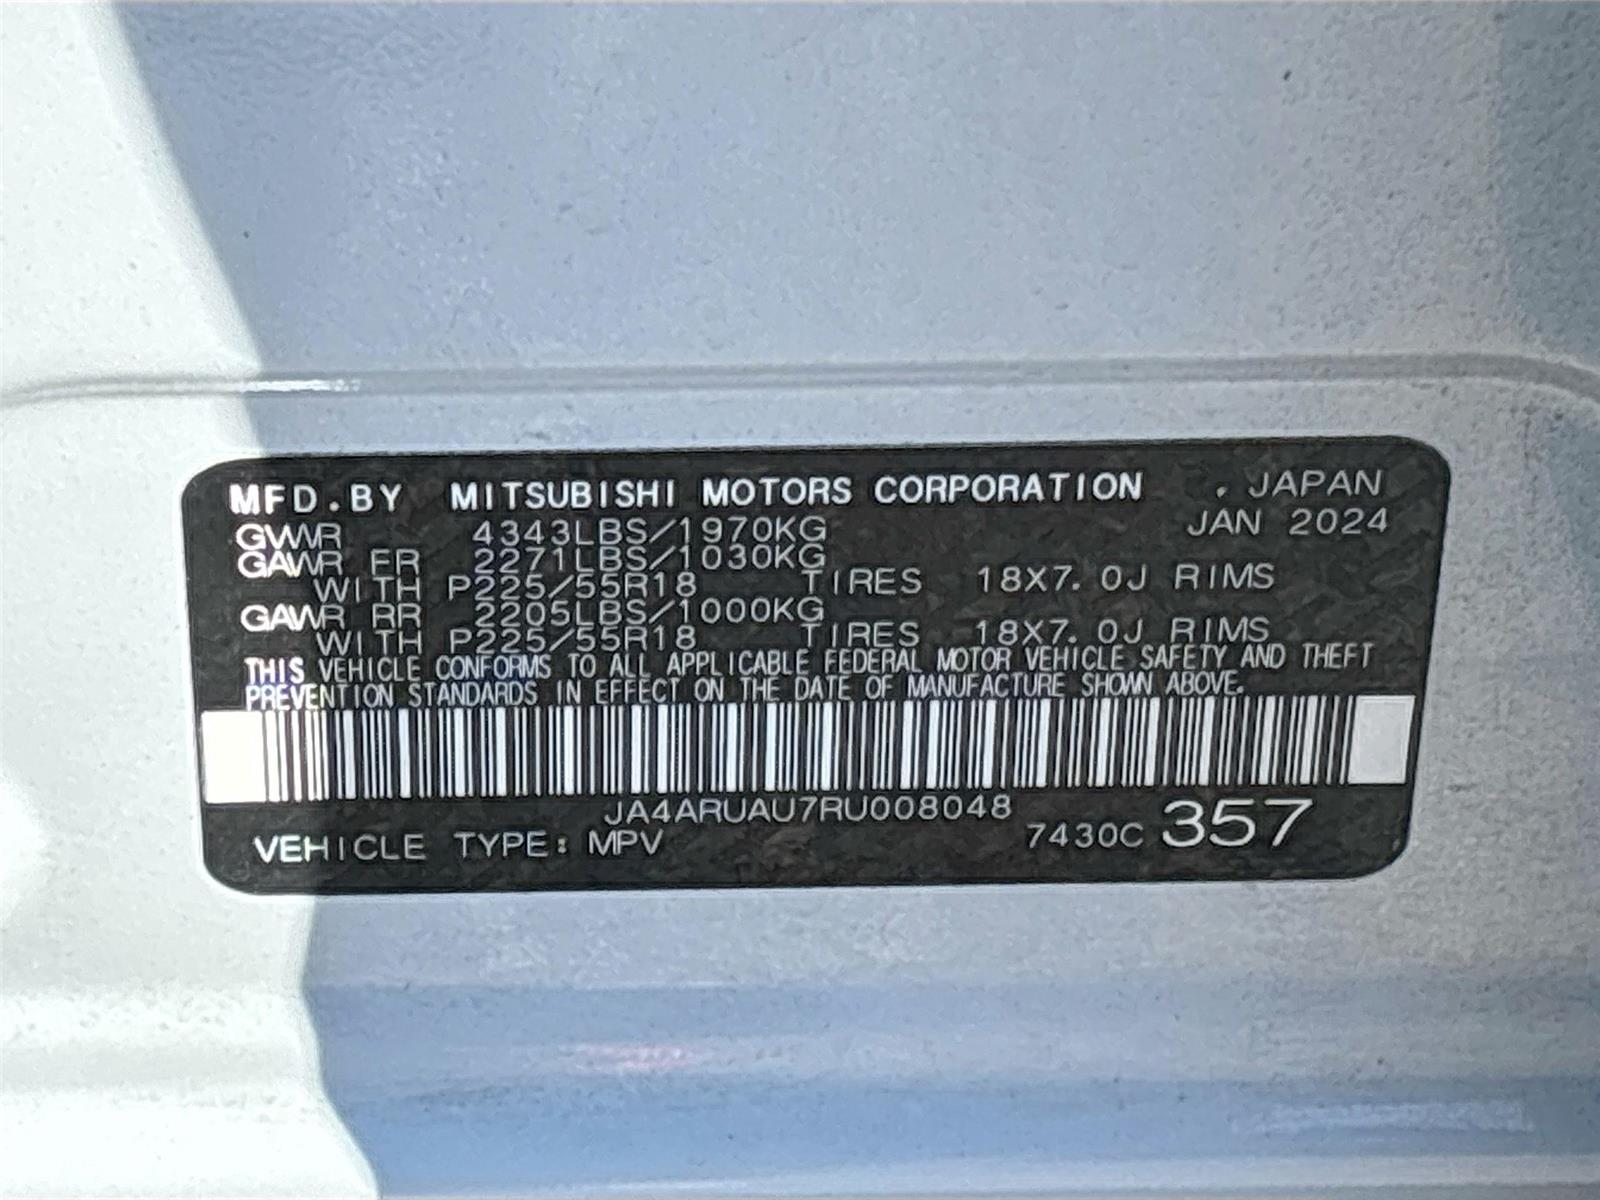 MFD.BY MITSUBISHI MOTORS CORPORATION . JAPAN
GVWR 4343LBS/1970KG JAN 2024
GAWR FR 2271LBS/1030KG
WITH P225/55R18 TIRES 18X7.0J RIMS
GAWR RR 2205LBS/1000KG
WITH P225/55R18 TIRES 18X7.0J RIMS
THIS VEHICLE CONFORMS TO ALL APPLICABLE FEDERAL MOTOR VEHICLE SAFETY AND THEFT
PREVENTION STANDARDS IN EFFECT ON THE DATE OF MANUFACTURE SHOWN ABOVE.
JA4ARUAU7RU008048
VEHICLE TYPE: MPV 7430C 357